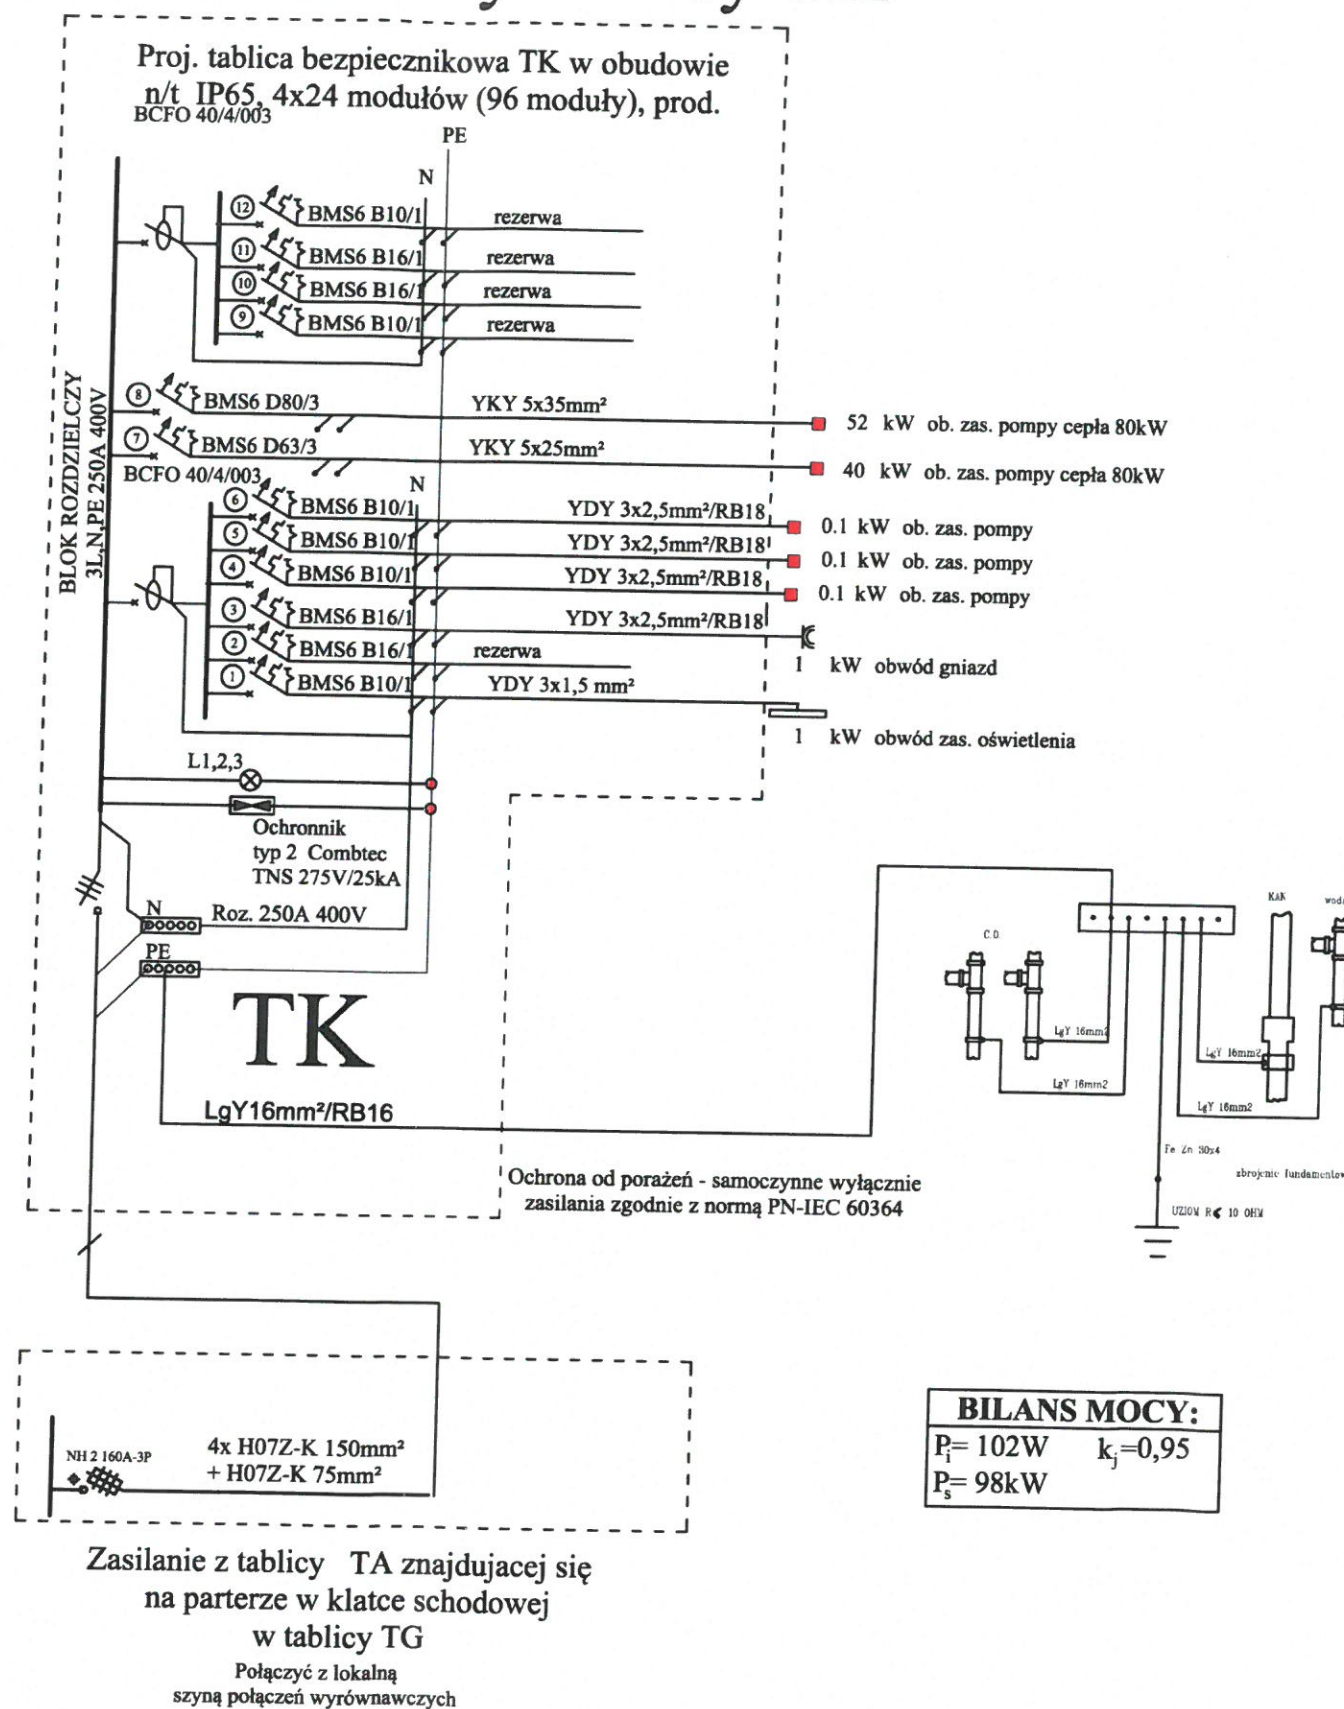 Proj. tablica bezpiecznikowa TK w obudowie
n/t IP65, 4x24 modułów (96 moduły), prod.
BCFO 40/4/003
PE
N
12 BMS6 B10/1 rezerwa
11 BMS6 B16/1 rezerwa
10 BMS6 B16/1 rezerwa
9 BMS6 B10/1 rezerwa
BLOK ROZDZIELCZY
3L,N,PE 250A 400V
8 BMS6 D80/3 YKY 5x35mm² 52 kW ob. zas. pompy cepła 80kW
7 BMS6 D63/3 YKY 5x25mm² 40 kW ob. zas. pompy cepła 80kW
BCFO 40/4/003
N
6 BMS6 B10/1 YDY 3x2,5mm²/RB18 0.1 kW ob. zas. pompy
5 BMS6 B10/1 YDY 3x2,5mm²/RB18 0.1 kW ob. zas. pompy
4 BMS6 B10/1 YDY 3x2,5mm²/RB18 0.1 kW ob. zas. pompy
3 BMS6 B16/1 YDY 3x2,5mm²/RB18
2 BMS6 B16/1 rezerwa 1 kW obwód gniazd
1 BMS6 B10/1 YDY 3x1,5 mm²
1 kW obwód zas. oświetlenia
L1,2,3
Ochronnik
typ 2 Combtec
TNS 275V/25kA
N
Roz. 250A 400V
PE
TK
LgY16mm²/RB16
C.D.
KAN
LgY 16mm2
LgY 16mm2
LgY 16mm2
LgY 16mm2
Fe Zn 30x4
UZIOM R< 10 OHM
Ochrona od porażeń - samoczynne wyłącznie
zasilania zgodnie z normą PN-IEC 60364
NH 2 160A-3P
4x H07Z-K 150mm²
+ H07Z-K 75mm²
BILANS MOCY:
Pi= 102W kj=0,95
Ps= 98kW
Zasilanie z tablicy TA znajdujacej się
na parterze w klatce schodowej
w tablicy TG
Połączyć z lokalną
szyną połączeń wyrównawczych